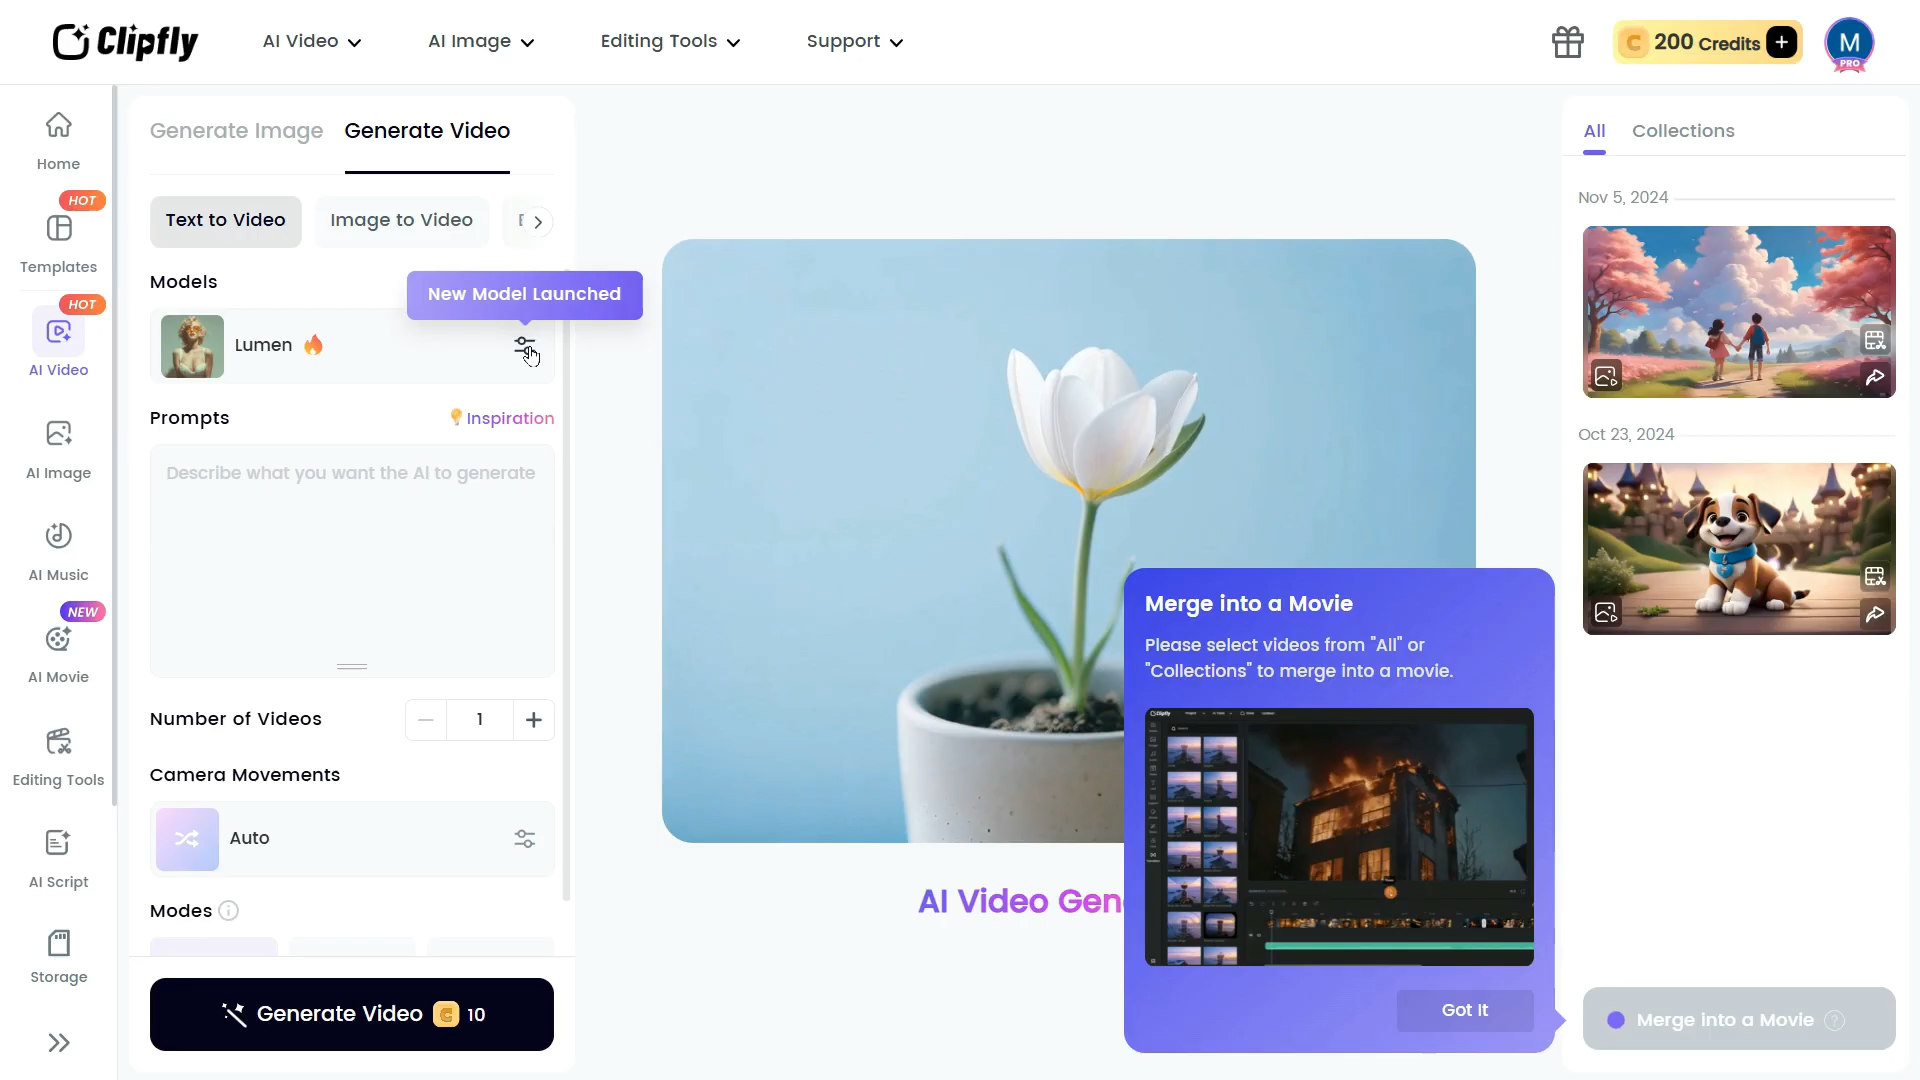 Clipfly
AI Video
AI Image
Editing Tools
Support
C 200 Credits +
M
PRO
Home
HOT
Templates
HOT
AI Video
AI Image
AI Music
NEW
AI Movie
Editing Tools
AI Script
Storage
Generate Image
Generate Video
Text to Video
Image to Video
Models
New Model Launched
Lumen
Prompts
Inspiration
Describe what you want the AI to generate
Number of Videos
1
Camera Movements
Auto
Modes
Generate Video C 10
AI Video Gen
Merge into a Movie
Please select videos from "All" or
"Collections" to merge into a movie.
Clipfly
Got It
All
Collections
Nov 5, 2024
Oct 23, 2024
Merge into a Movie ?